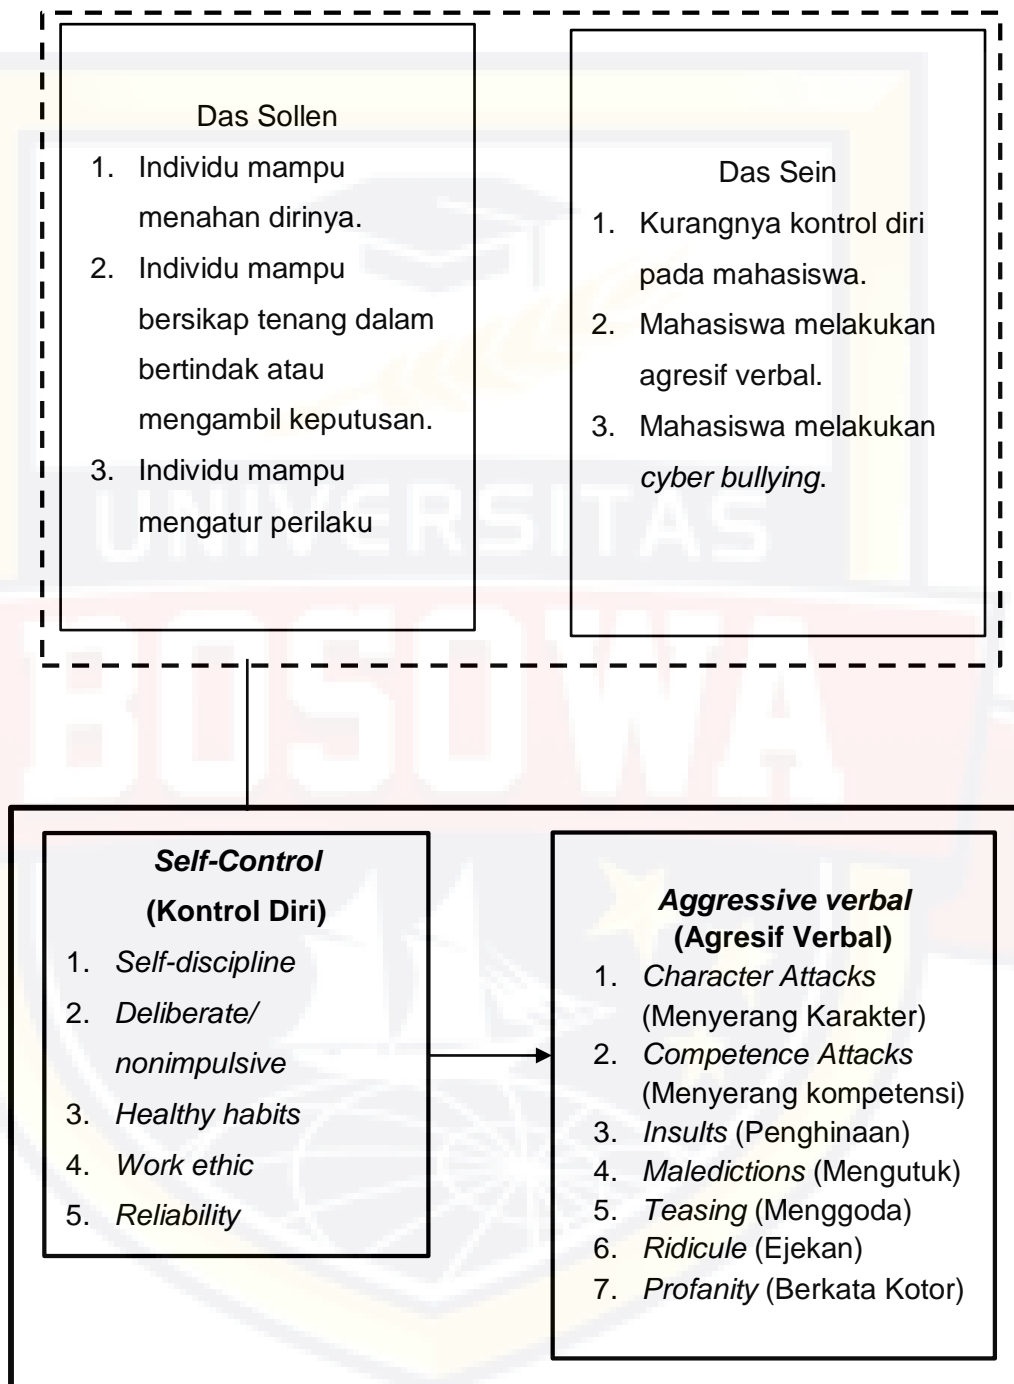 Das Sollen
1. Individu mampu
menahan dirinya.
2. Individu mampu
bersikap tenang dalam
bertindak atau
mengambil keputusan.
3. Individu mampu
mengatur perilaku
Das Sein
1. Kurangnya kontrol diri
pada mahasiswa.
2. Mahasiswa melakukan
agresif verbal.
3. Mahasiswa melakukan
cyber bullying.
UNIVERSITAS
BOSOWA
Self-Control
(Kontrol Diri)
1. Self-discipline
2. Deliberate/
nonimpulsive
3. Healthy habits
4. Work ethic
5. Reliability
Aggressive verbal
(Agresif Verbal)
1. Character Attacks
(Menyerang Karakter)
2. Competence Attacks
(Menyerang kompetensi)
3. Insults (Penghinaan)
4. Maledictions (Mengutuk)
5. Teasing (Menggoda)
6. Ridicule (Ejekan)
7. Profanity (Berkata Kotor)